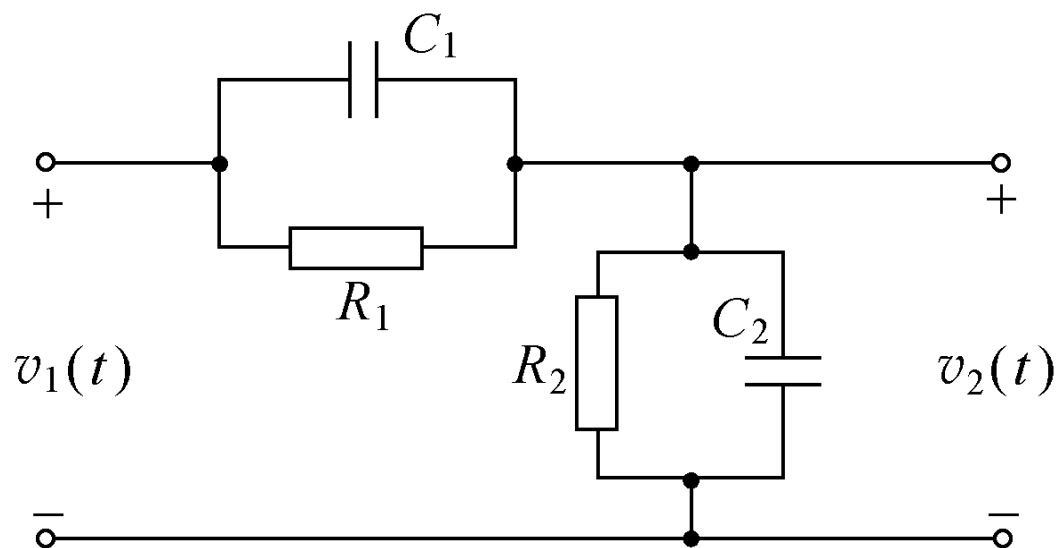 C₁
+
+
R₁
C₂
v₁(t)
R₂
v₂(t)
−
−